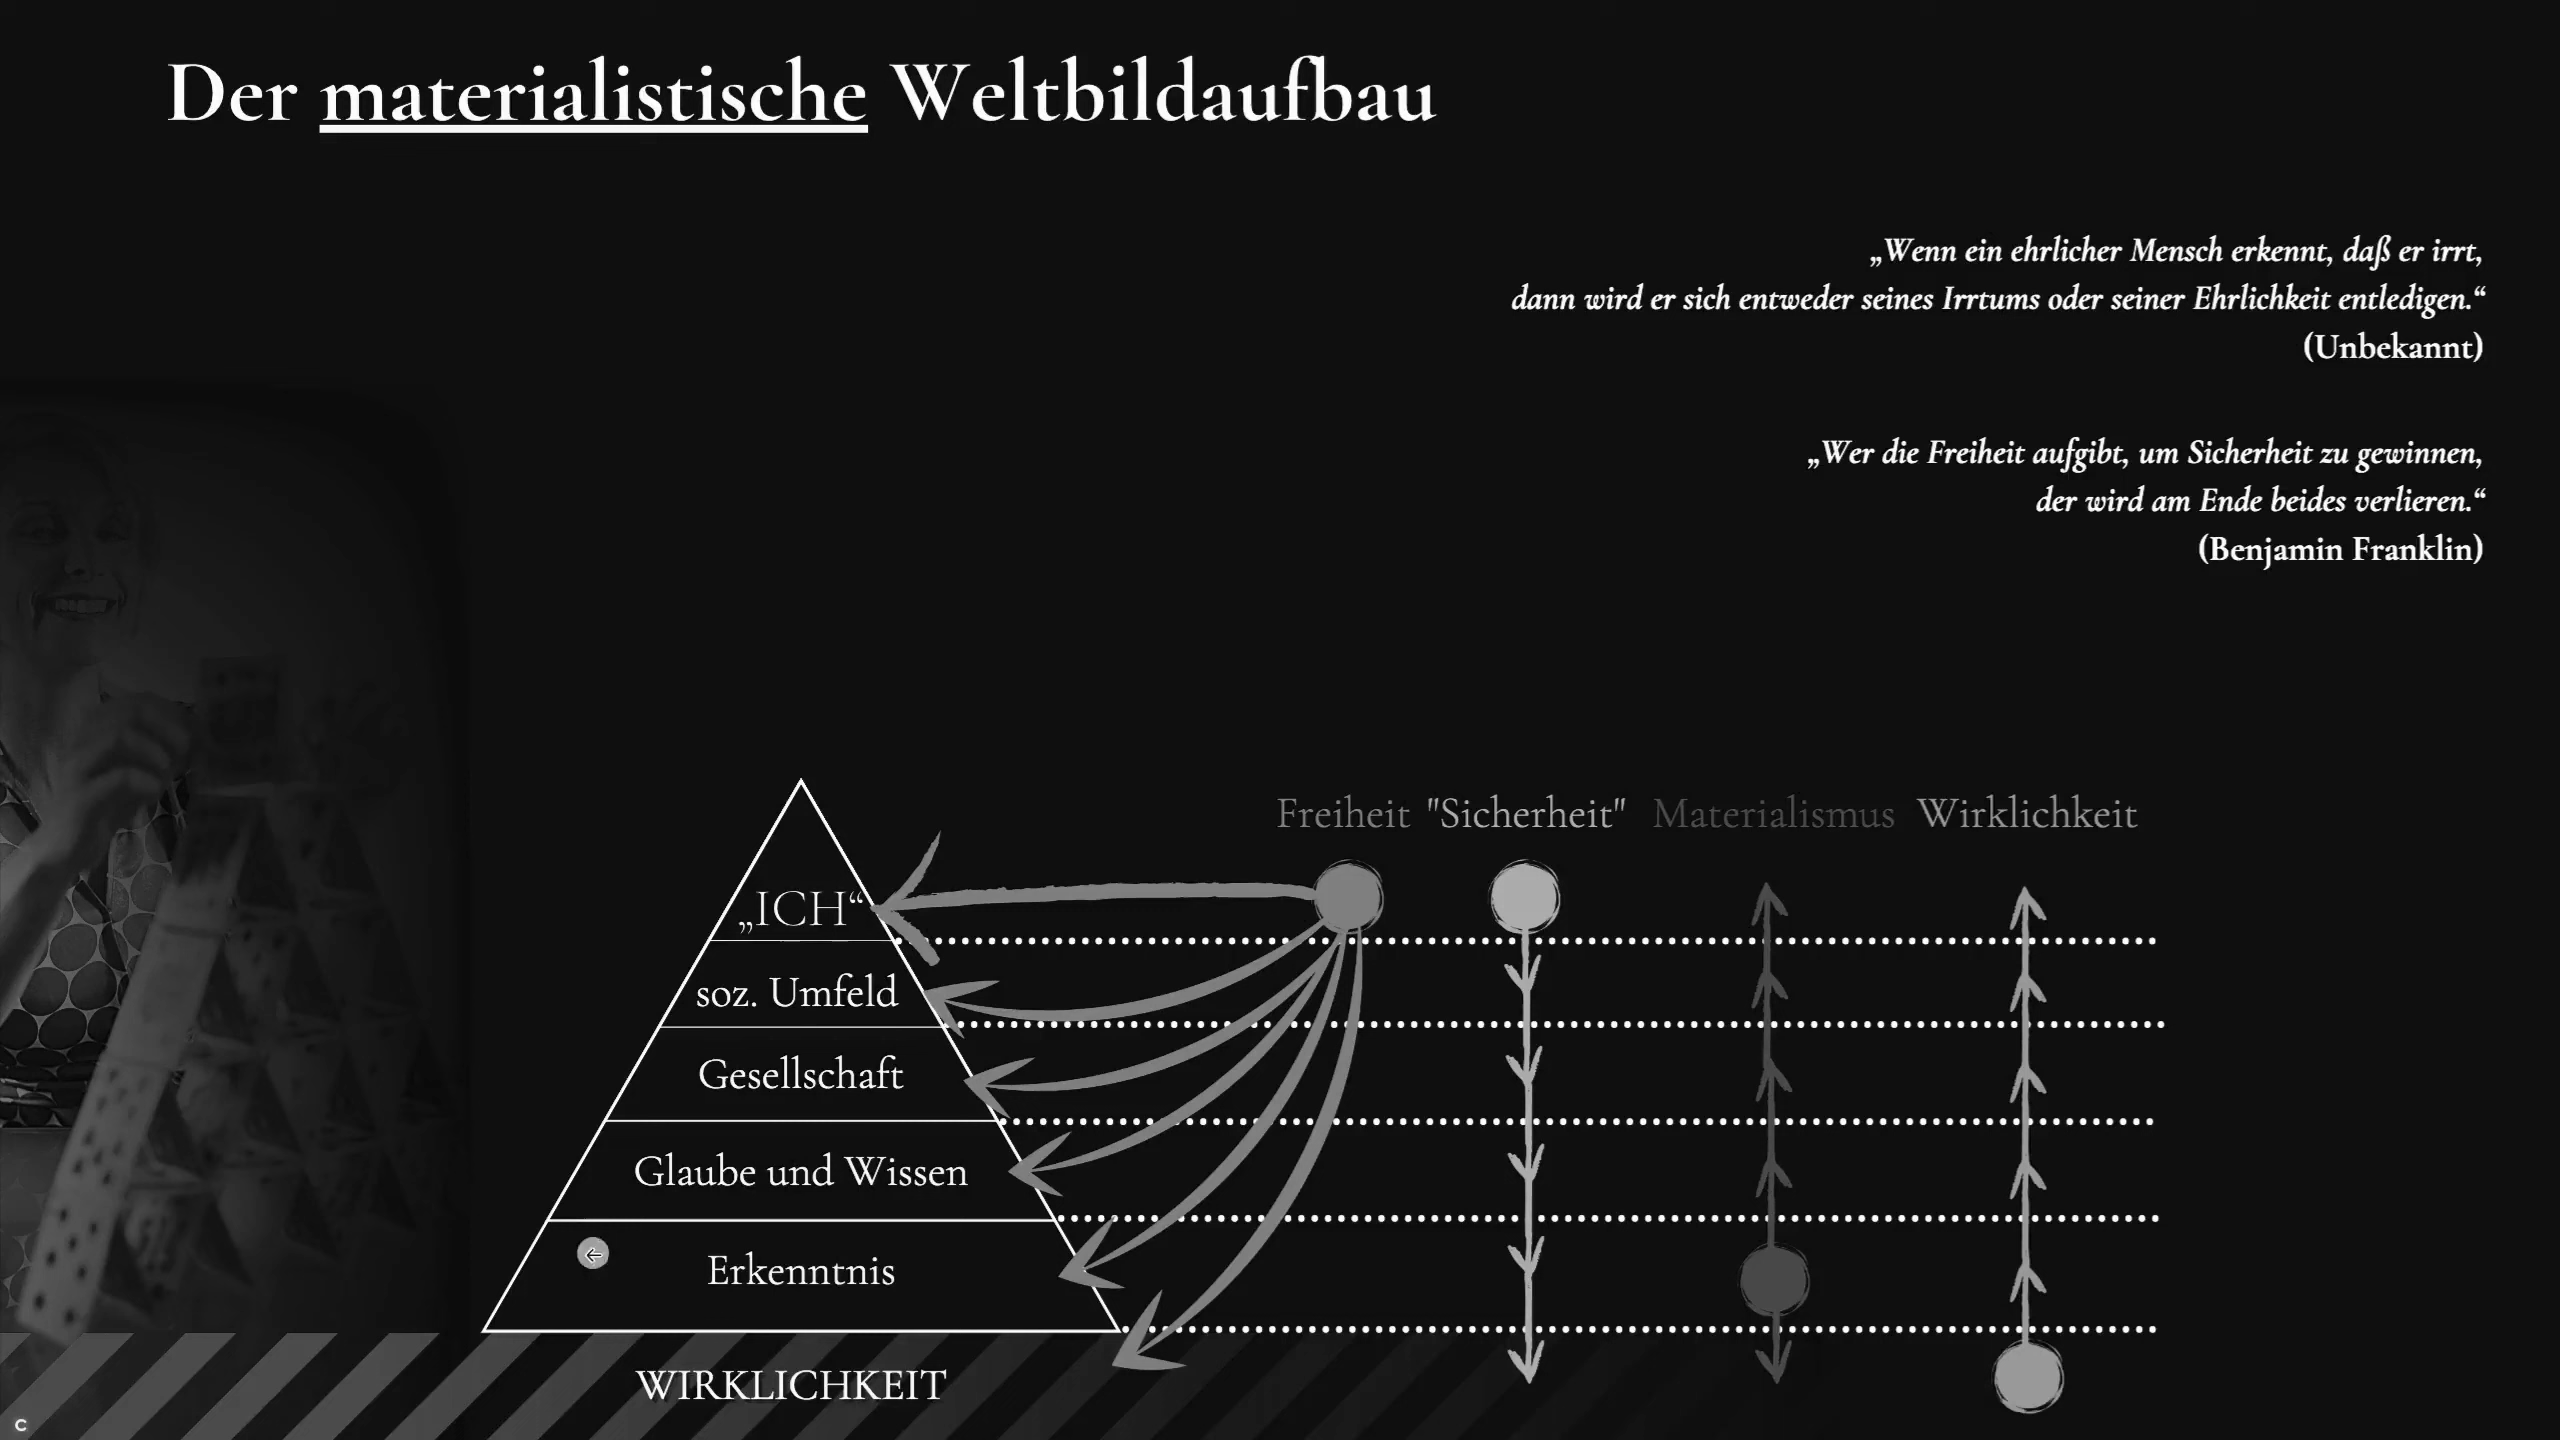 Der materialistische Weltbildaufbau
„Wenn ein ehrlicher Mensch erkennt, daß er irrt,
dann wird er sich entweder seines Irrtums oder seiner Ehrlichkeit entledigen.“
(Unbekannt)
„Wer die Freiheit aufgibt, um Sicherheit zu gewinnen,
der wird am Ende beides verlieren.“
(Benjamin Franklin)
Freiheit "Sicherheit" Materialismus Wirklichkeit
„ICH“
soz. Umfeld
Gesellschaft
Glaube und Wissen
Erkenntnis
WIRKLICHKEIT
C